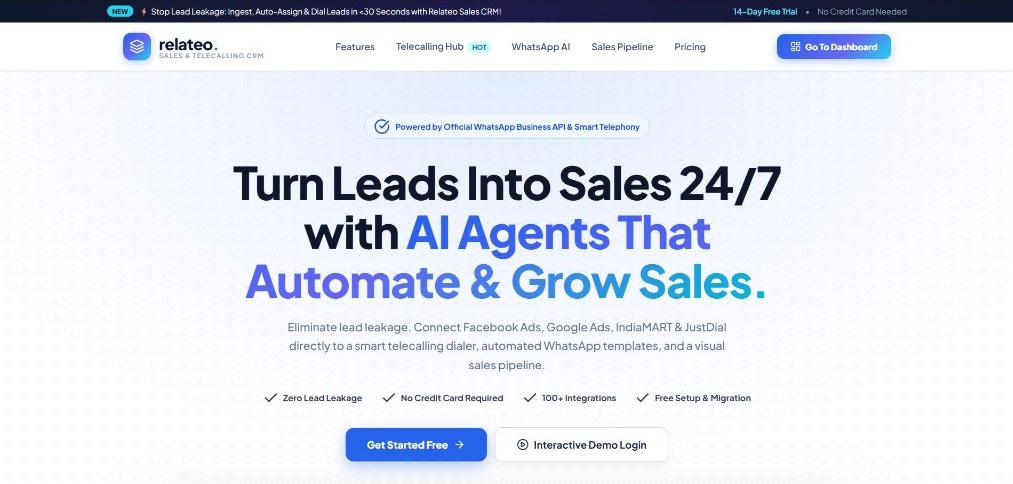 NEW ⚡ Stop Lead Leakage: Ingest, Auto-Assign & Dial Leads in <30 Seconds with Relateo Sales CRM!
14-Day Free Trial • No Credit Card Needed
relateo.
SALES & TELECALLING CRM
Features
Telecalling Hub HOT
WhatsApp AI
Sales Pipeline
Pricing
Go To Dashboard
Powered by Official WhatsApp Business API & Smart Telephony
Turn Leads Into Sales 24/7
with AI Agents That
Automate & Grow Sales.
Eliminate lead leakage. Connect Facebook Ads, Google Ads, IndiaMART & JustDial
directly to a smart telecalling dialer, automated WhatsApp templates, and a visual
sales pipeline.
Zero Lead Leakage
No Credit Card Required
100+ Integrations
Free Setup & Migration
Get Started Free →
Interactive Demo Login